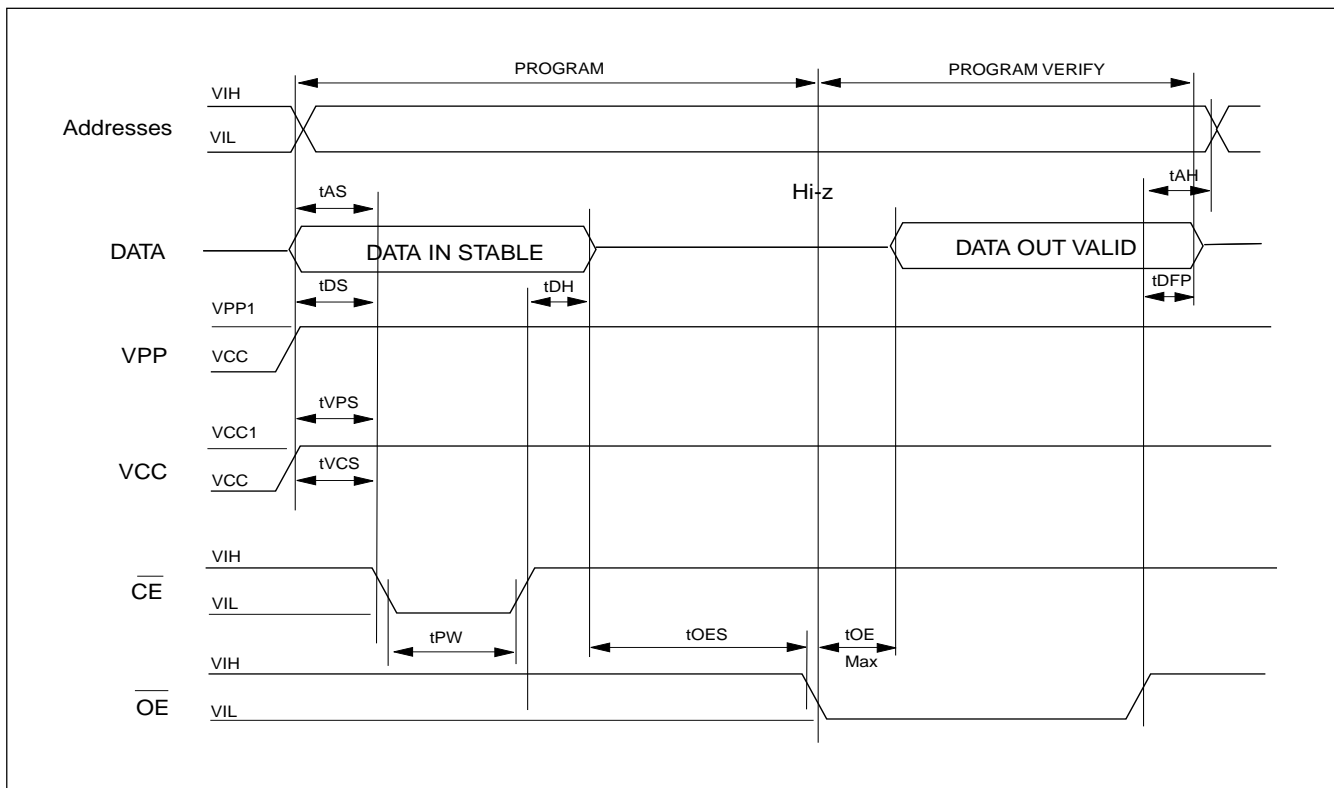 PROGRAM PROGRAM VERIFY
VIH
Addresses
VIL
tAS Hi-z tAH
DATA DATA IN STABLE DATA OUT VALID
tDS tDH tDFP
VPP1
VPP VCC
tVPS
VCC1
VCC tVCS
VCC
VIH
CE
VIL
tPW tOES tOE
Max
VIH
OE VIL